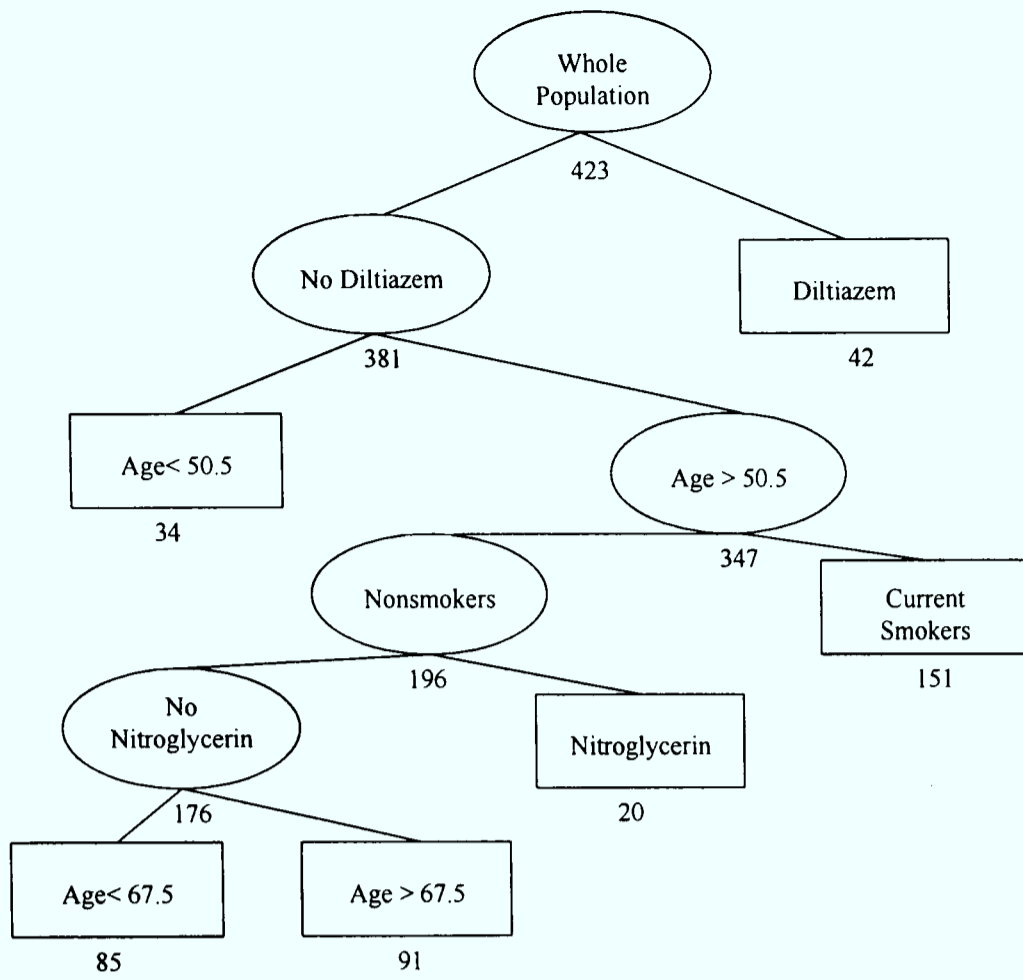 Whole
Population
423
No Diltiazem
Diltiazem
381
42
Age< 50.5
Age > 50.5
34
347
Nonsmokers
Current
Smokers
196
151
No
Nitroglycerin
Nitroglycerin
176
20
Age< 67.5
Age > 67.5
85
91